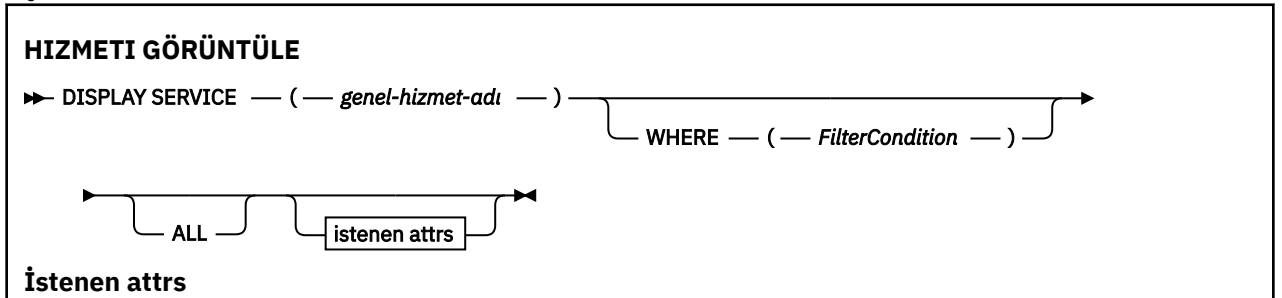 HIZMETI GÖRÜNTÜLE
DISPLAY SERVICE ( genel-hizmet-adı )
WHERE ( FilterCondition )
ALL istenen attrs
İstenen attrs